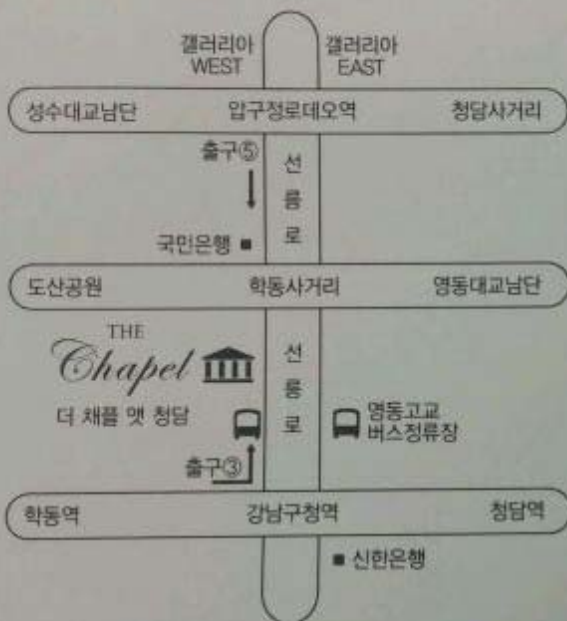 갤러리아
WEST
갤러리아
EAST
성수대교남단 압구정로데오역 청담사거리
출구⑤
선릉로
국민은행
도산공원 학동사거리 영동대교남단
THE
Chapel
더 채플 앳 청담
선릉로
영동고교
버스정류장
출구③
학동역 강남구청역 청담역
신한은행